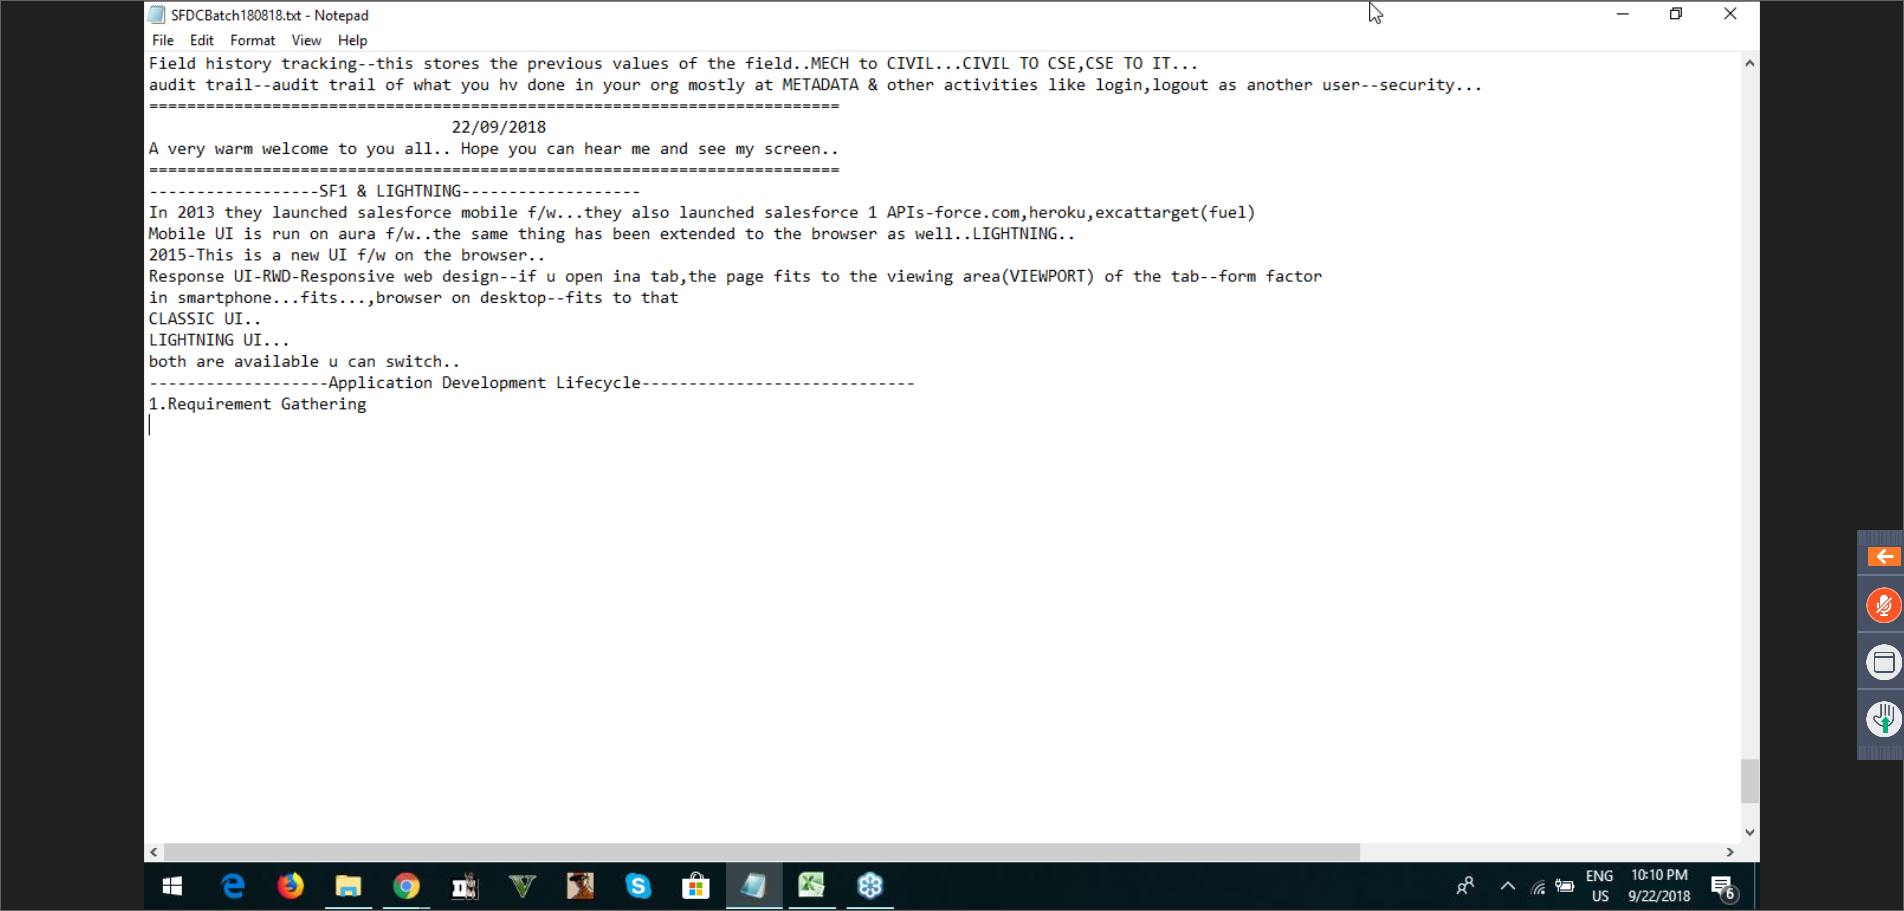 SFDCBatch180818.txt - Notepad
File Edit Format View Help
Field history tracking--this stores the previous values of the field..MECH to CIVIL...CIVIL TO CSE,CSE TO IT...
audit trail--audit trail of what you hv done in your org mostly at METADATA & other activities like login,logout as another user--security...
=========================================================================
22/09/2018
A very warm welcome to you all.. Hope you can hear me and see my screen..
=========================================================================
------------------SF1 & LIGHTNING-------------------
In 2013 they launched salesforce mobile f/w...they also launched salesforce 1 APIs-force.com,heroku,excattarget(fuel)
Mobile UI is run on aura f/w..the same thing has been extended to the browser as well..LIGHTNING..
2015-This is a new UI f/w on the browser..
Response UI-RWD-Responsive web design--if u open ina tab,the page fits to the viewing area(VIEWPORT) of the tab--form factor
in smartphone...fits...,browser on desktop--fits to that
CLASSIC UI..
LIGHTNING UI...
both are available u can switch..
-------------------Application Development Lifecycle-----------------------------
1.Requirement Gathering
ENG 10:10 PM
US 9/22/2018 6